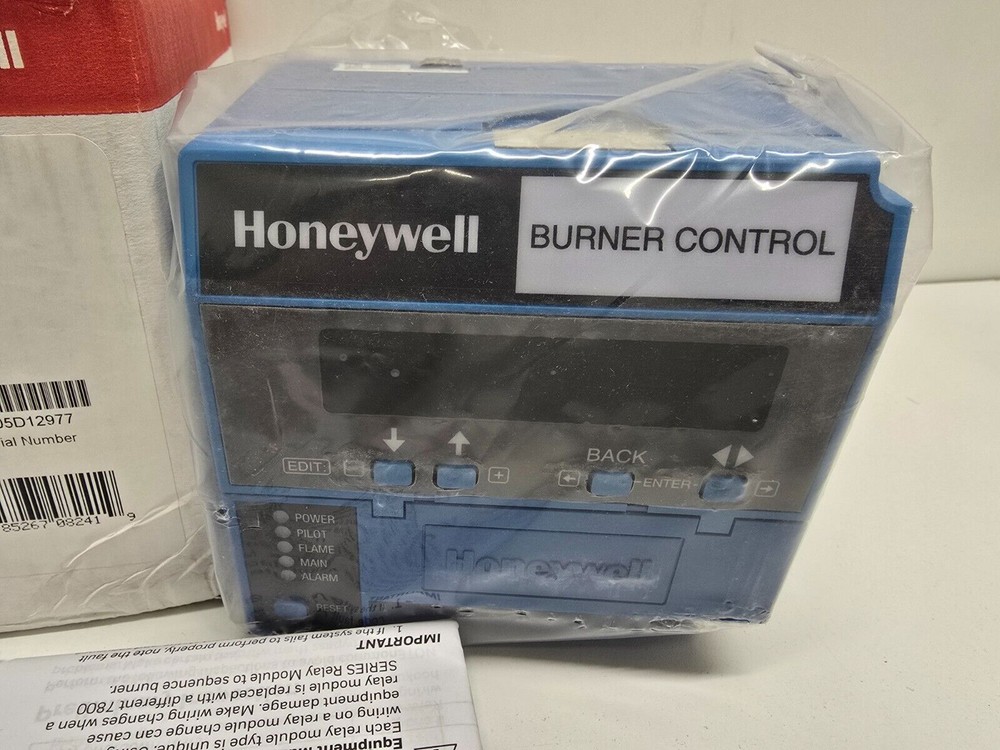 Honeywell
BURNER CONTROL
EDIT:
BACK
ENTER
POWER
PILOT
FLAME
MAIN
ALARM
RESET
Honeywell
ll
05D12977
ial Number
85267 08241 9
IMPORTANT
1. If the system fails to perform properly, note the fault
Each relay module type is unique.
wiring on a relay module change can cause
equipment damage. Make wiring changes when a
relay module is replaced with a different 7800
SERIES Relay Module to sequence burner.